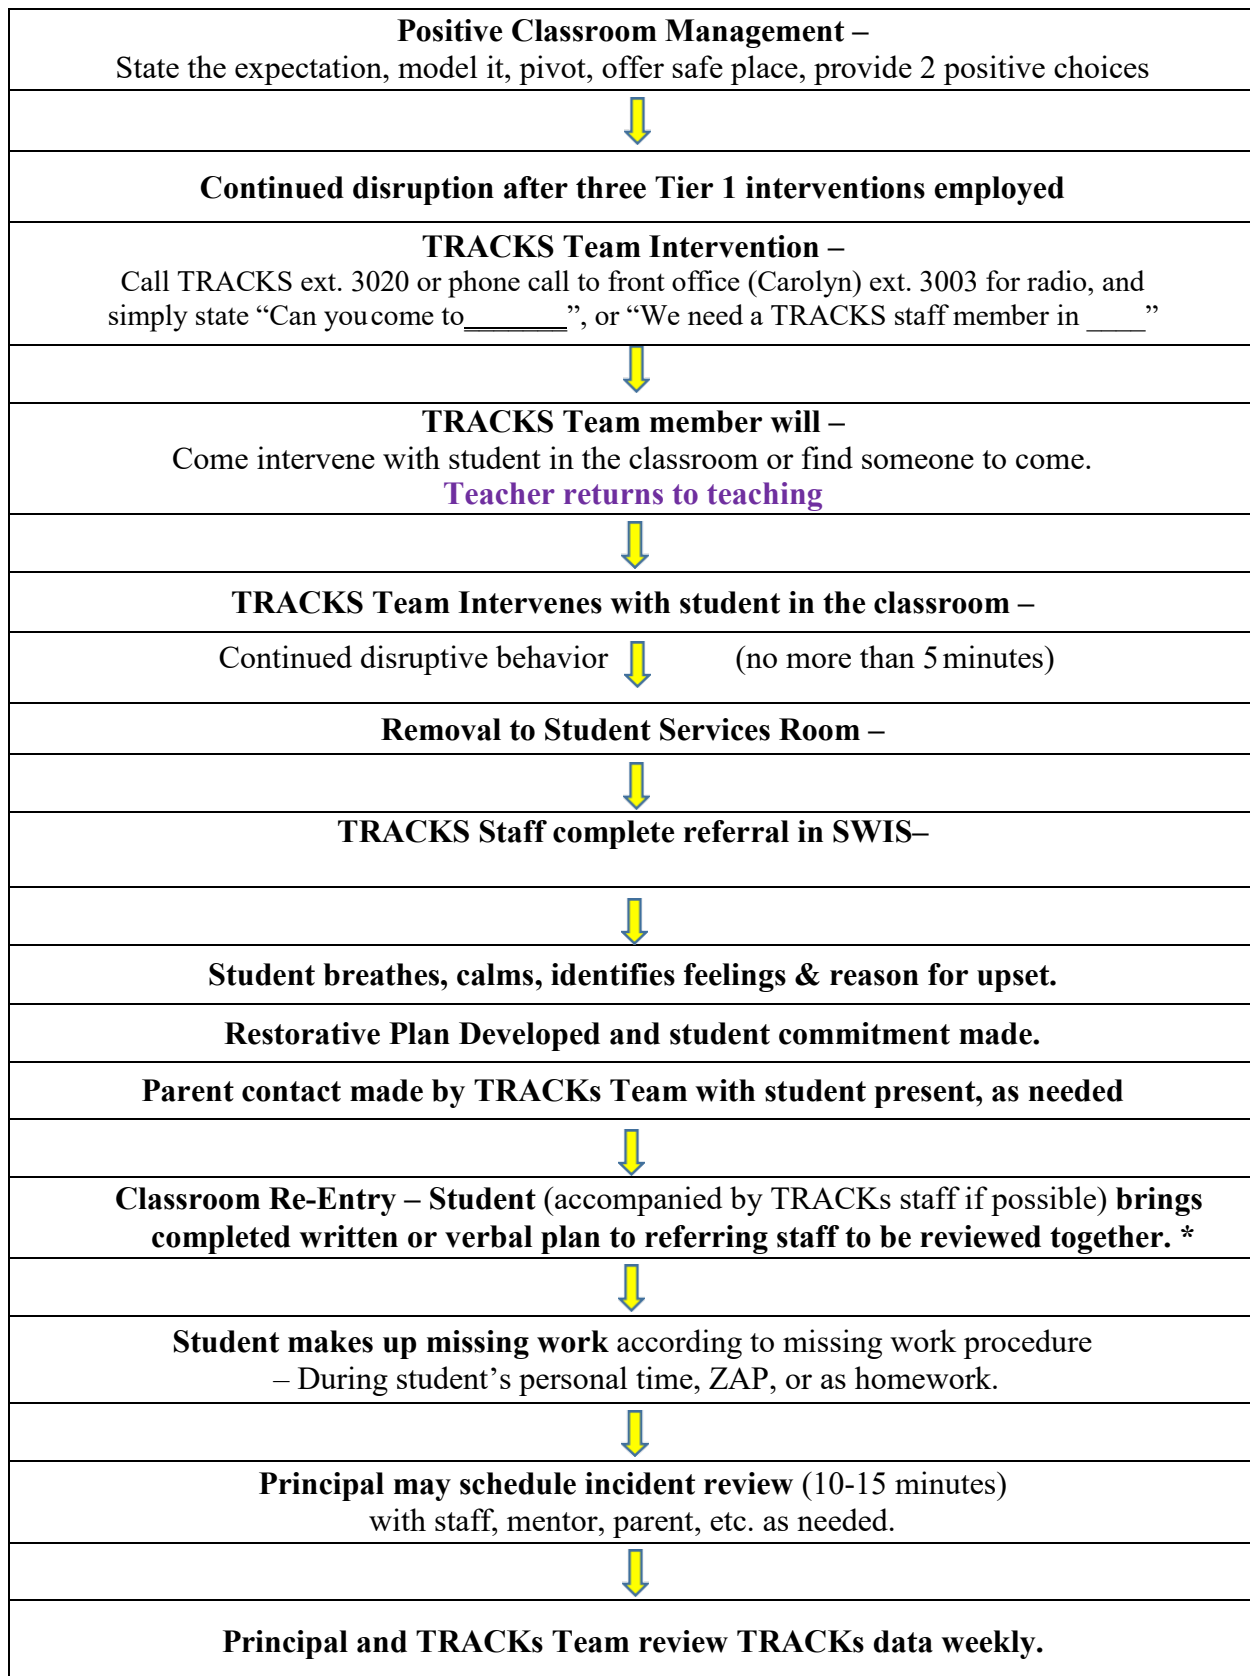 Positive Classroom Management –
State the expectation, model it, pivot, offer safe place, provide 2 positive choices
Continued disruption after three Tier 1 interventions employed
TRACKS Team Intervention –
Call TRACKS ext. 3020 or phone call to front office (Carolyn) ext. 3003 for radio, and
simply state “Can you come to_______”, or “We need a TRACKS staff member in ____”
TRACKS Team member will –
Come intervene with student in the classroom or find someone to come.
Teacher returns to teaching
TRACKS Team Intervenes with student in the classroom –
Continued disruptive behavior (no more than 5 minutes)
Removal to Student Services Room –
TRACKS Staff complete referral in SWIS–
Student breathes, calms, identifies feelings & reason for upset.
Restorative Plan Developed and student commitment made.
Parent contact made by TRACKs Team with student present, as needed
Classroom Re-Entry – Student (accompanied by TRACKs staff if possible) brings
completed written or verbal plan to referring staff to be reviewed together. *
Student makes up missing work according to missing work procedure
– During student’s personal time, ZAP, or as homework.
Principal may schedule incident review (10-15 minutes)
with staff, mentor, parent, etc. as needed.
Principal and TRACKs Team review TRACKs data weekly.